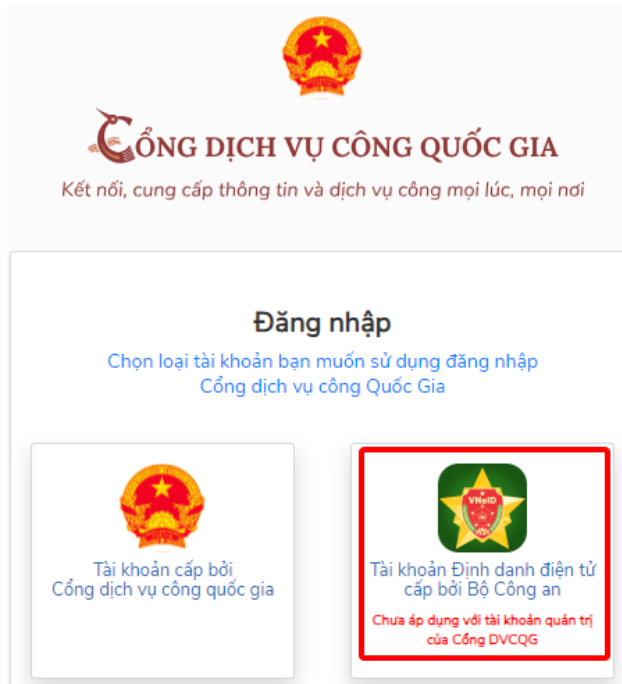 CỔNG DỊCH VỤ CÔNG QUỐC GIA
Kết nối, cung cấp thông tin và dịch vụ công mọi lúc, mọi nơi
Đăng nhập
Chọn loại tài khoản bạn muốn sử dụng đăng nhập
Cổng dịch vụ công Quốc Gia
Tài khoản cấp bởi
Cổng dịch vụ công quốc gia
VNeID
Tài khoản Định danh điện tử
cấp bởi Bộ Công an
Chưa áp dụng với tài khoản quản trị
của Cổng DVCQG